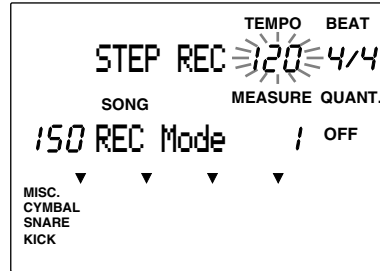 TEMPO BEAT
STEP REC 120 4/4
SONG MEASURE QUANT.
150 REC Mode 1 OFF
MISC.
CYMBAL
SNARE
KICK